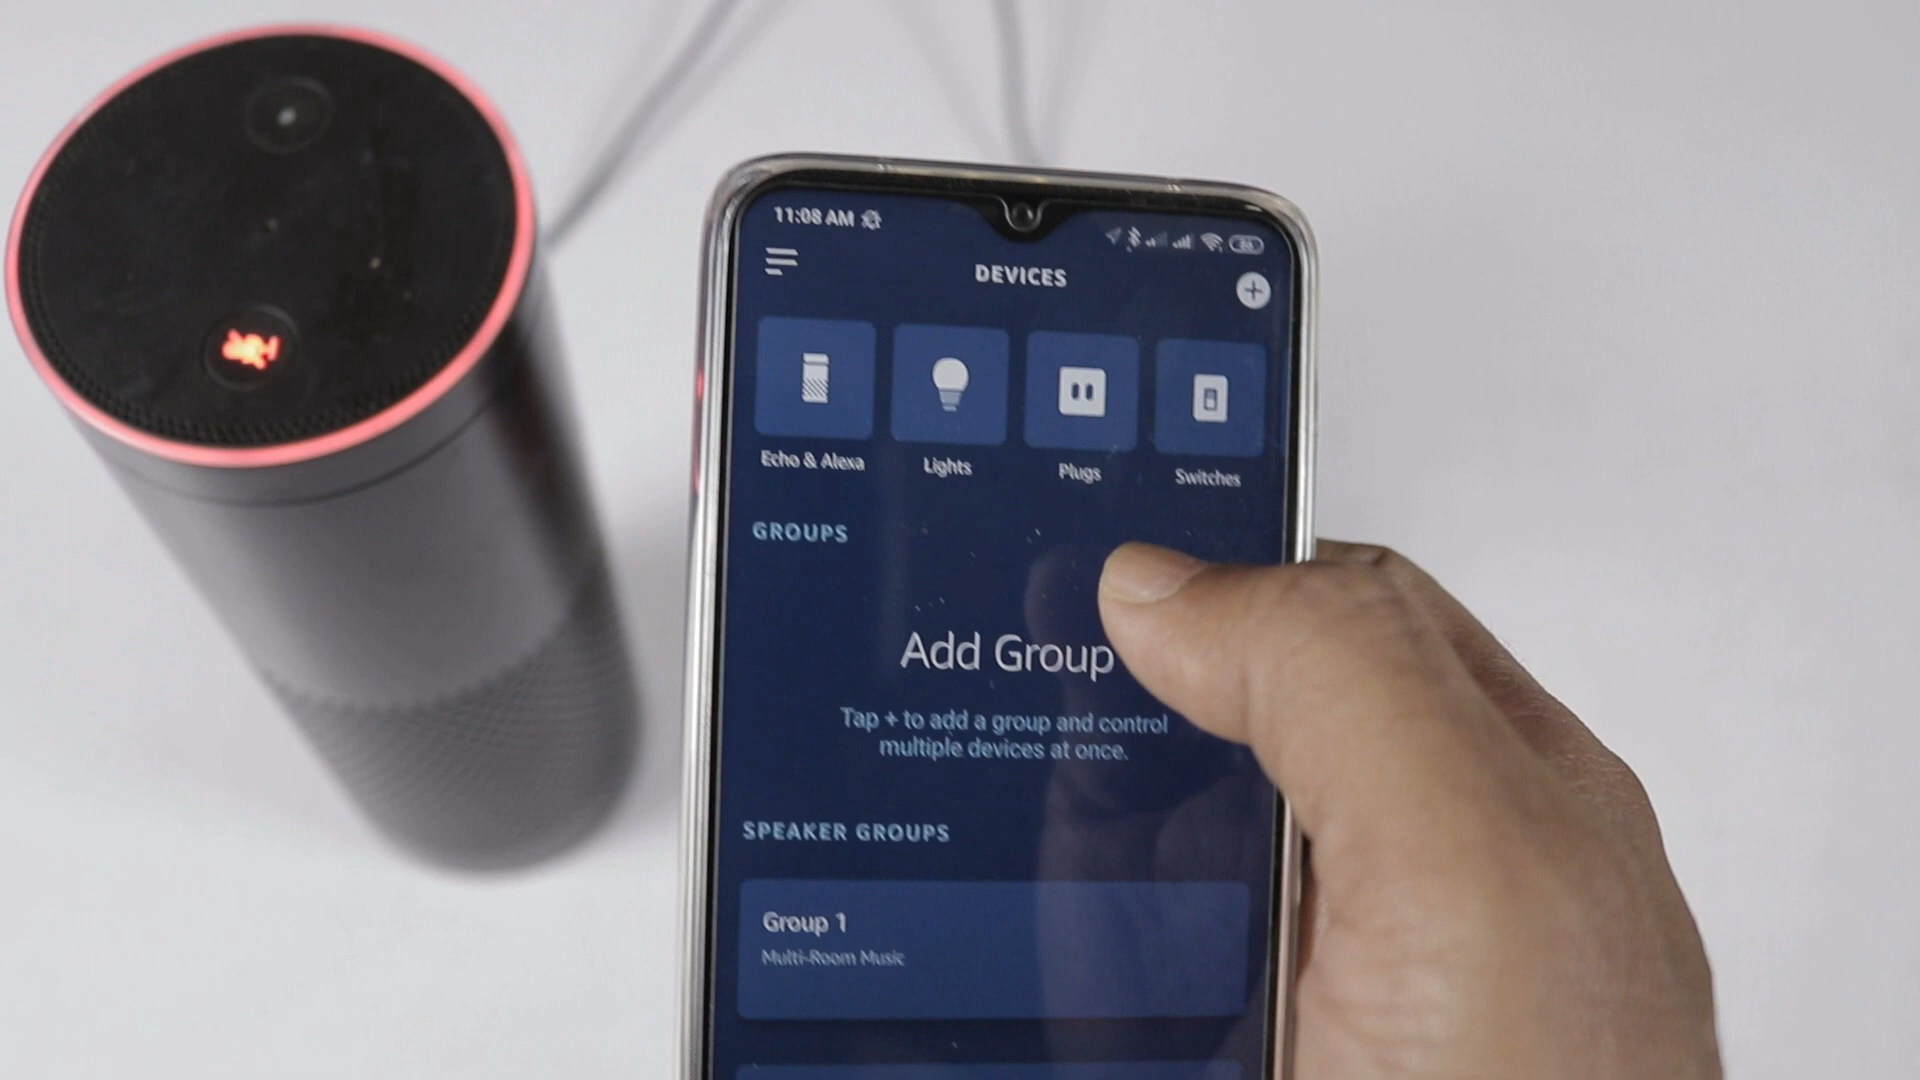 11:08 AM
DEVICES
Echo & Alexa
Lights
Plugs
Switches
GROUPS
Add Group
Tap + to add a group and control
multiple devices at once.
SPEAKER GROUPS
Group 1
Multi-Room Music